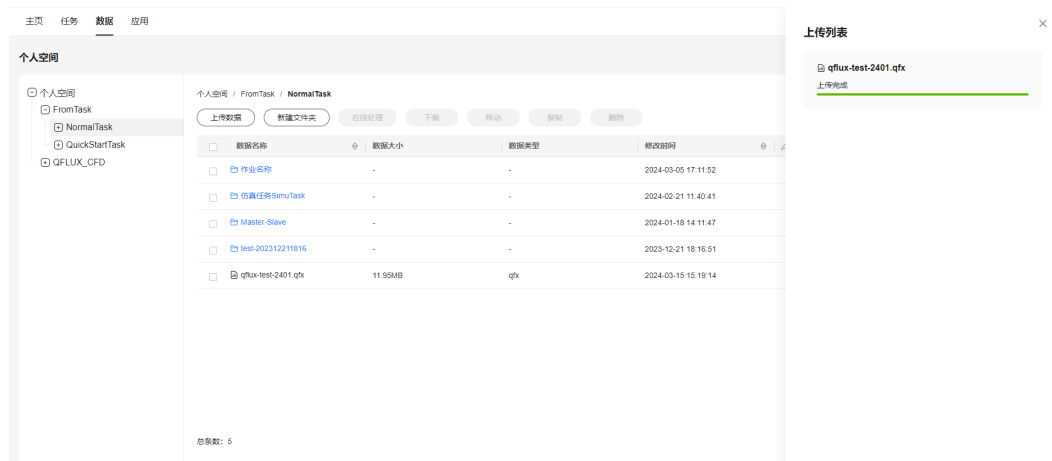 主页 任务 数据 应用
个人空间
个人空间
FromTask
NormalTask
QuickStartTask
QFLUX_CFD
个人空间 / FromTask / NormalTask
上传数据 新建文件夹 在线处理 下载 移动 复制 删除
数据名称 数据大小 数据类型 修改时间
作业名称 - - 2024-03-05 17:11:52
仿真任务SimuTask - - 2024-02-21 11:40:41
Master-Slave - - 2024-01-18 14:11:47
test-202312211816 - - 2023-12-21 18:16:51
qflux-test-2401.qfx 11.95MB qfx 2024-03-15 15:19:14
总条数: 5
上传列表
qflux-test-2401.qfx
上传完成